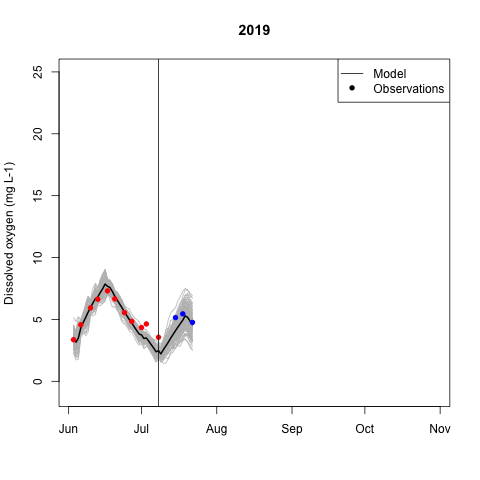 2019
Model
Observations
Dissolved oxygen (mg L-1)
25
20
15
10
5
0
Jun Jul Aug Sep Oct Nov